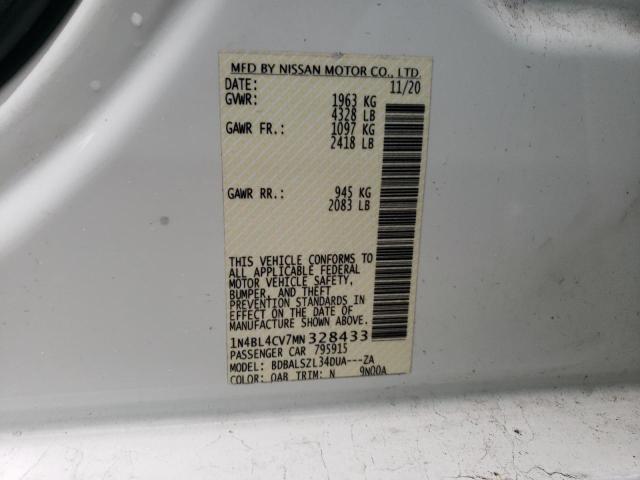 MFD BY NISSAN MOTOR CO., LTD.
DATE: 11/20
GVWR: 1963 KG
4328 LB
GAWR FR.: 1097 KG
2418 LB
GAWR RR.: 945 KG
2083 LB
THIS VEHICLE CONFORMS TO
ALL APPLICABLE FEDERAL
MOTOR VEHICLE SAFETY,
BUMPER, AND THEFT
PREVENTION STANDARDS IN
EFFECT ON THE DATE OF
MANUFACTURE SHOWN ABOVE.
1N4BL4CV7MN328433
PASSENGER CAR 795915
MODEL: BDBALSZL34DUA---ZA
COLOR: QAB TRIM: N 9N00A